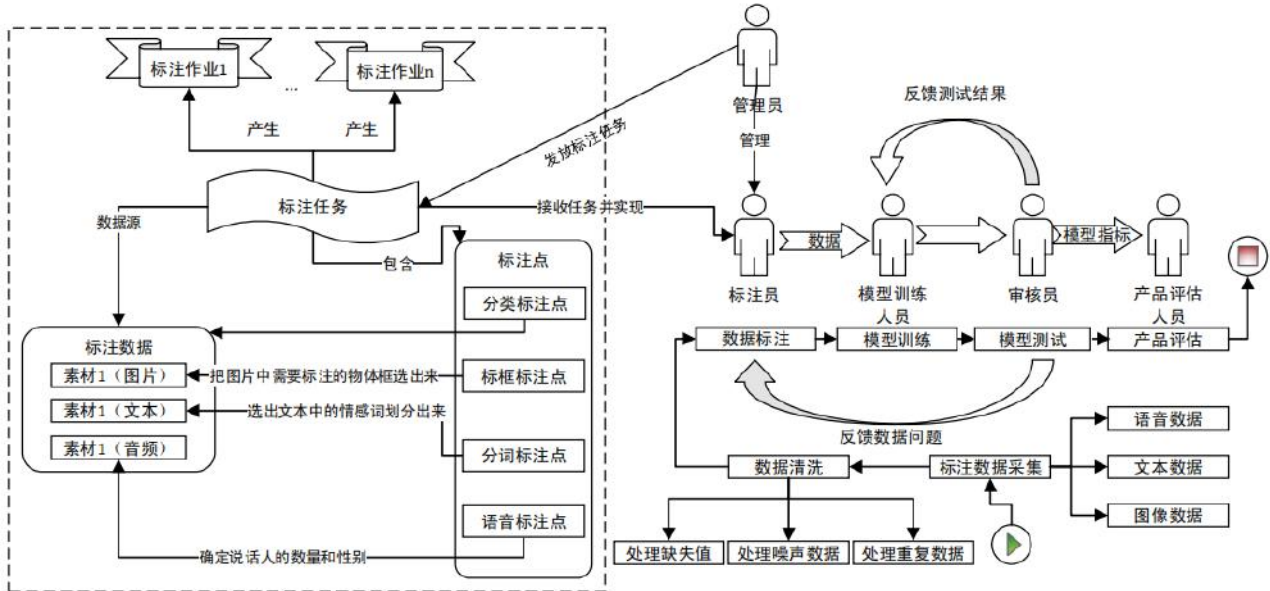 标注作业1
...
标注作业n
产生
产生
标注任务
数据源
包含
标注点
分类标注点
标框标注点
分词标注点
语音标注点
标注数据
素材1（图片）
素材1（文本）
素材1（音频）
把图片中需要标注的物体框选出来
选出文本中的情感词划分出来
确定说话人的数量和性别
发放标注任务
管理员
管理
接收任务并实现
反馈测试结果
数据
模型指标
标注员
模型训练
人员
审核员
产品评估
人员
数据标注
模型训练
模型测试
产品评估
反馈数据问题
数据清洗
标注数据采集
语音数据
文本数据
图像数据
处理缺失值
处理噪声数据
处理重复数据